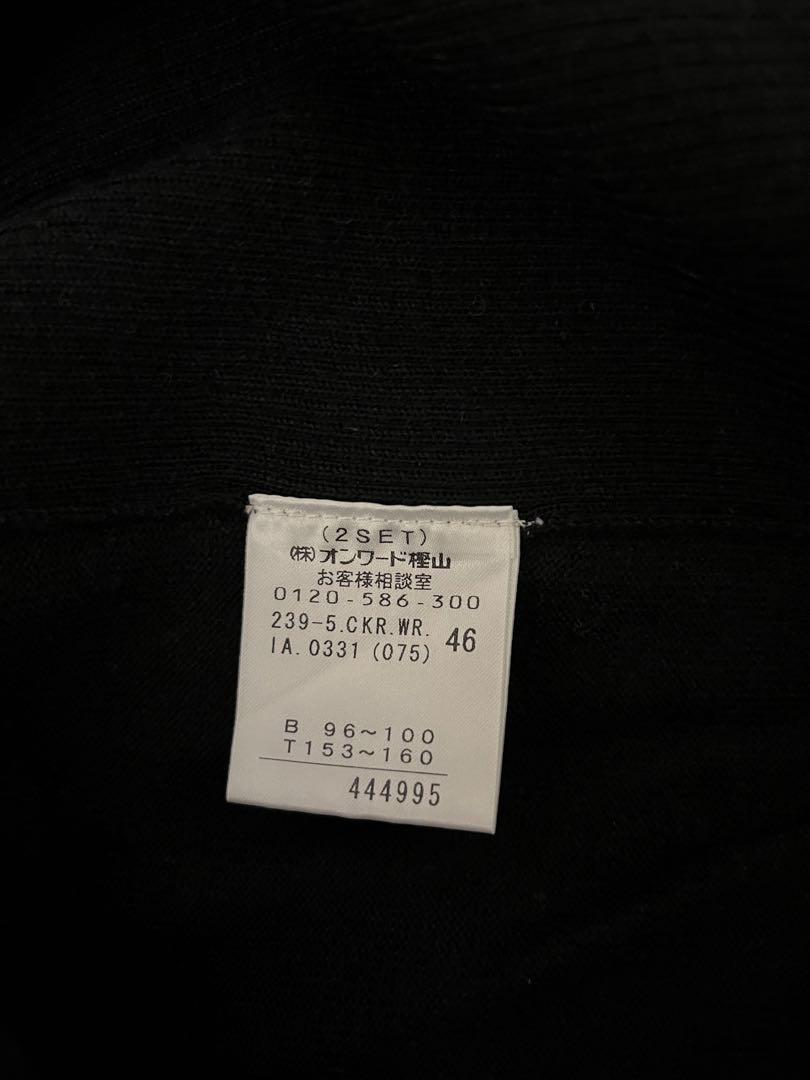 (2SET)
(株)オンワード樫山
お客様相談室
0120-586-300
239-5.CKR.WR. 46
IA.0331 (075)
B 96~100
T153~160
444995